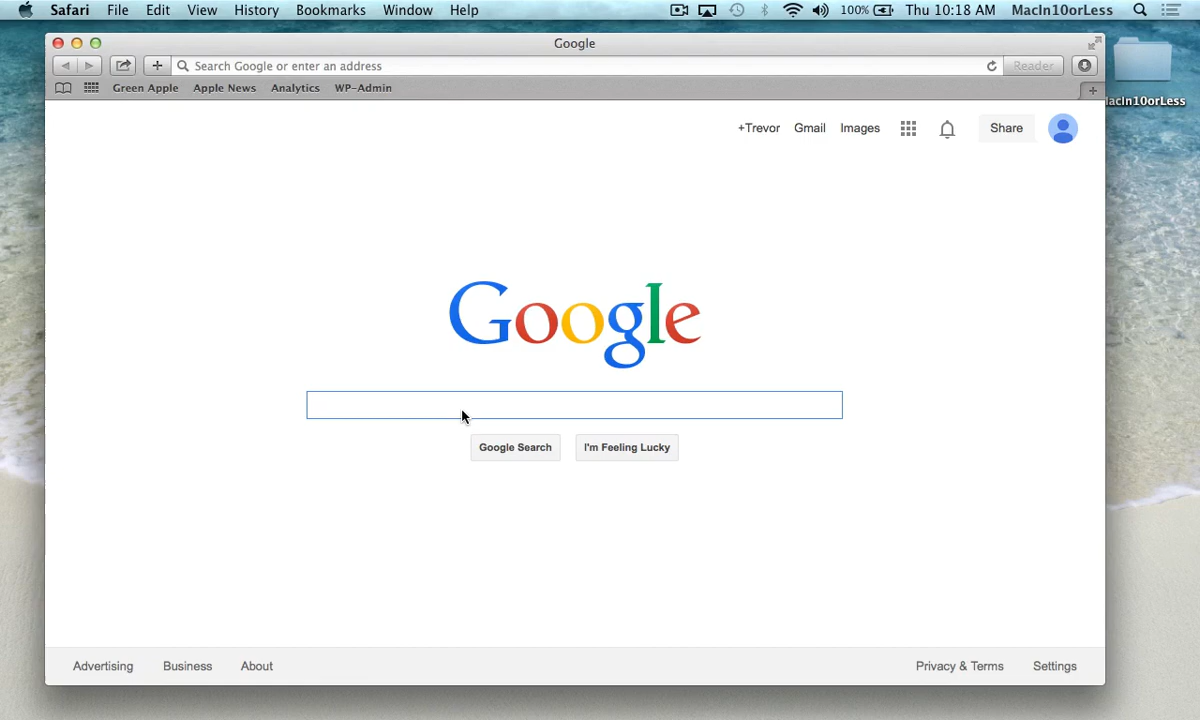 Safari File Edit View History Bookmarks Window Help 100% Thu 10:18 AM MacIn10orLess
Google
Search Google or enter an address Reader
Green Apple Apple News Analytics WP-Admin
acIn10orLess
+Trevor Gmail Images Share
Google
Google Search I'm Feeling Lucky
Advertising Business About Privacy & Terms Settings